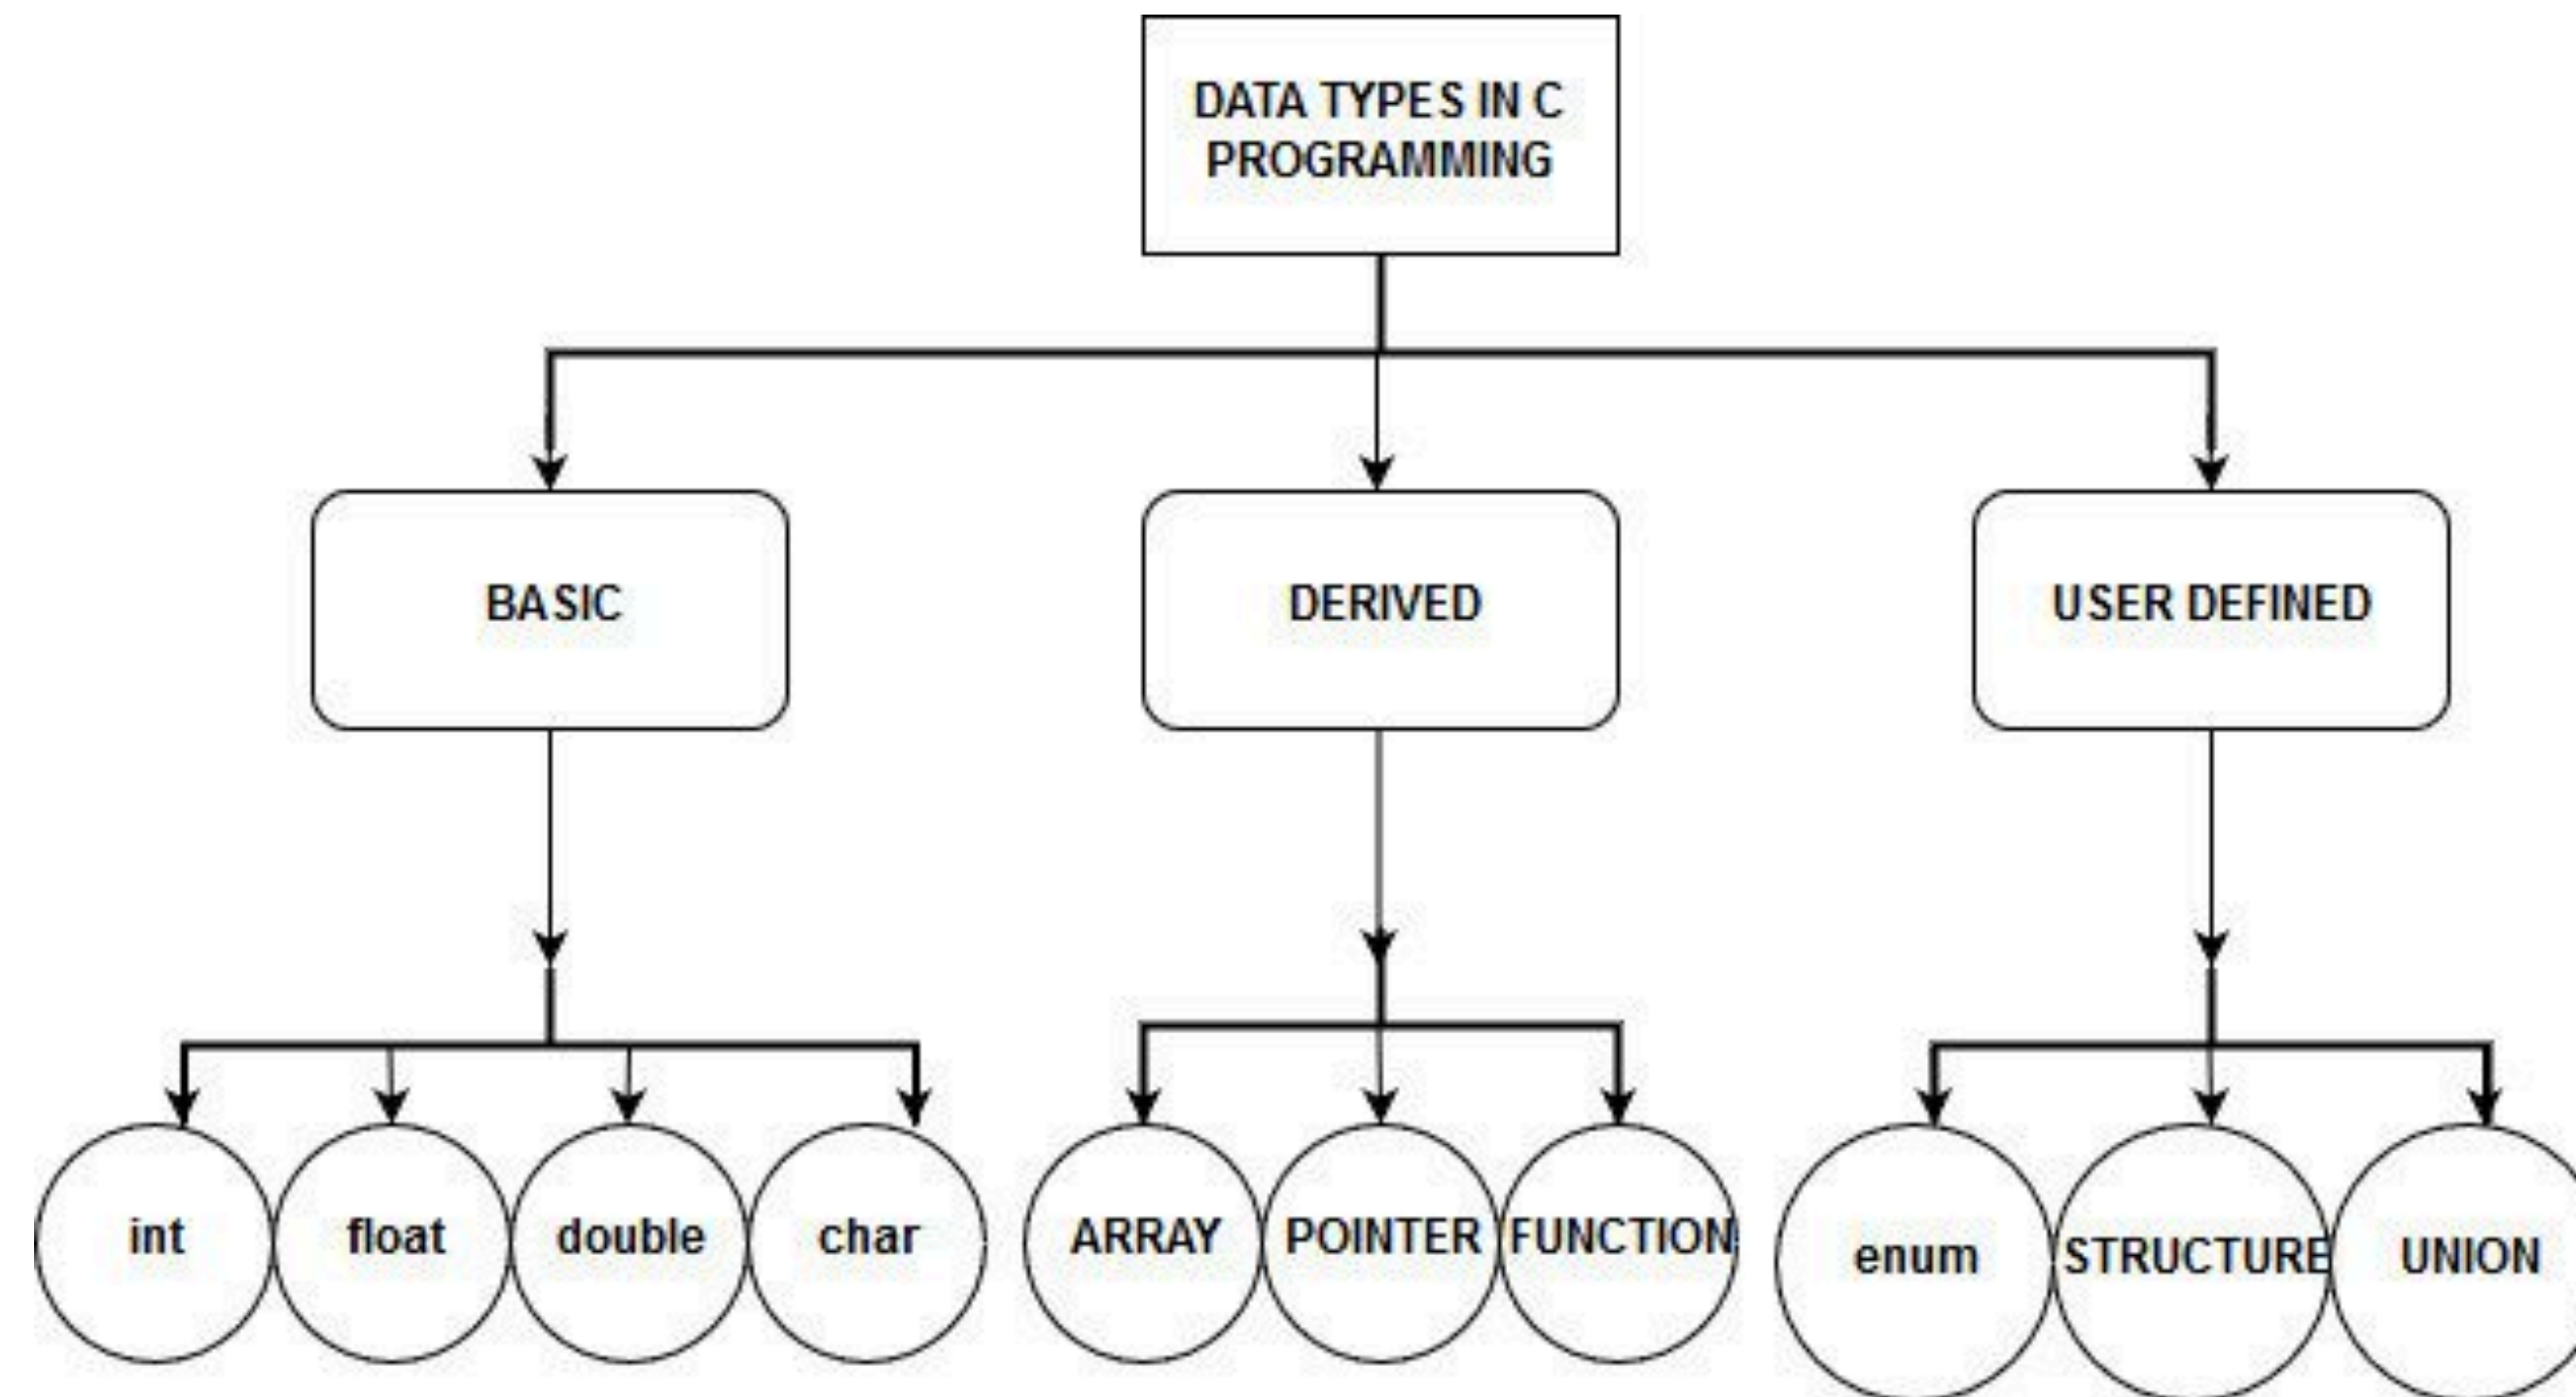 DATA TYPES IN C
PROGRAMMING
BASIC
DERIVED
USER DEFINED
int
float
double
char
ARRAY
POINTER
FUNCTION
enum
STRUCTURE
UNION